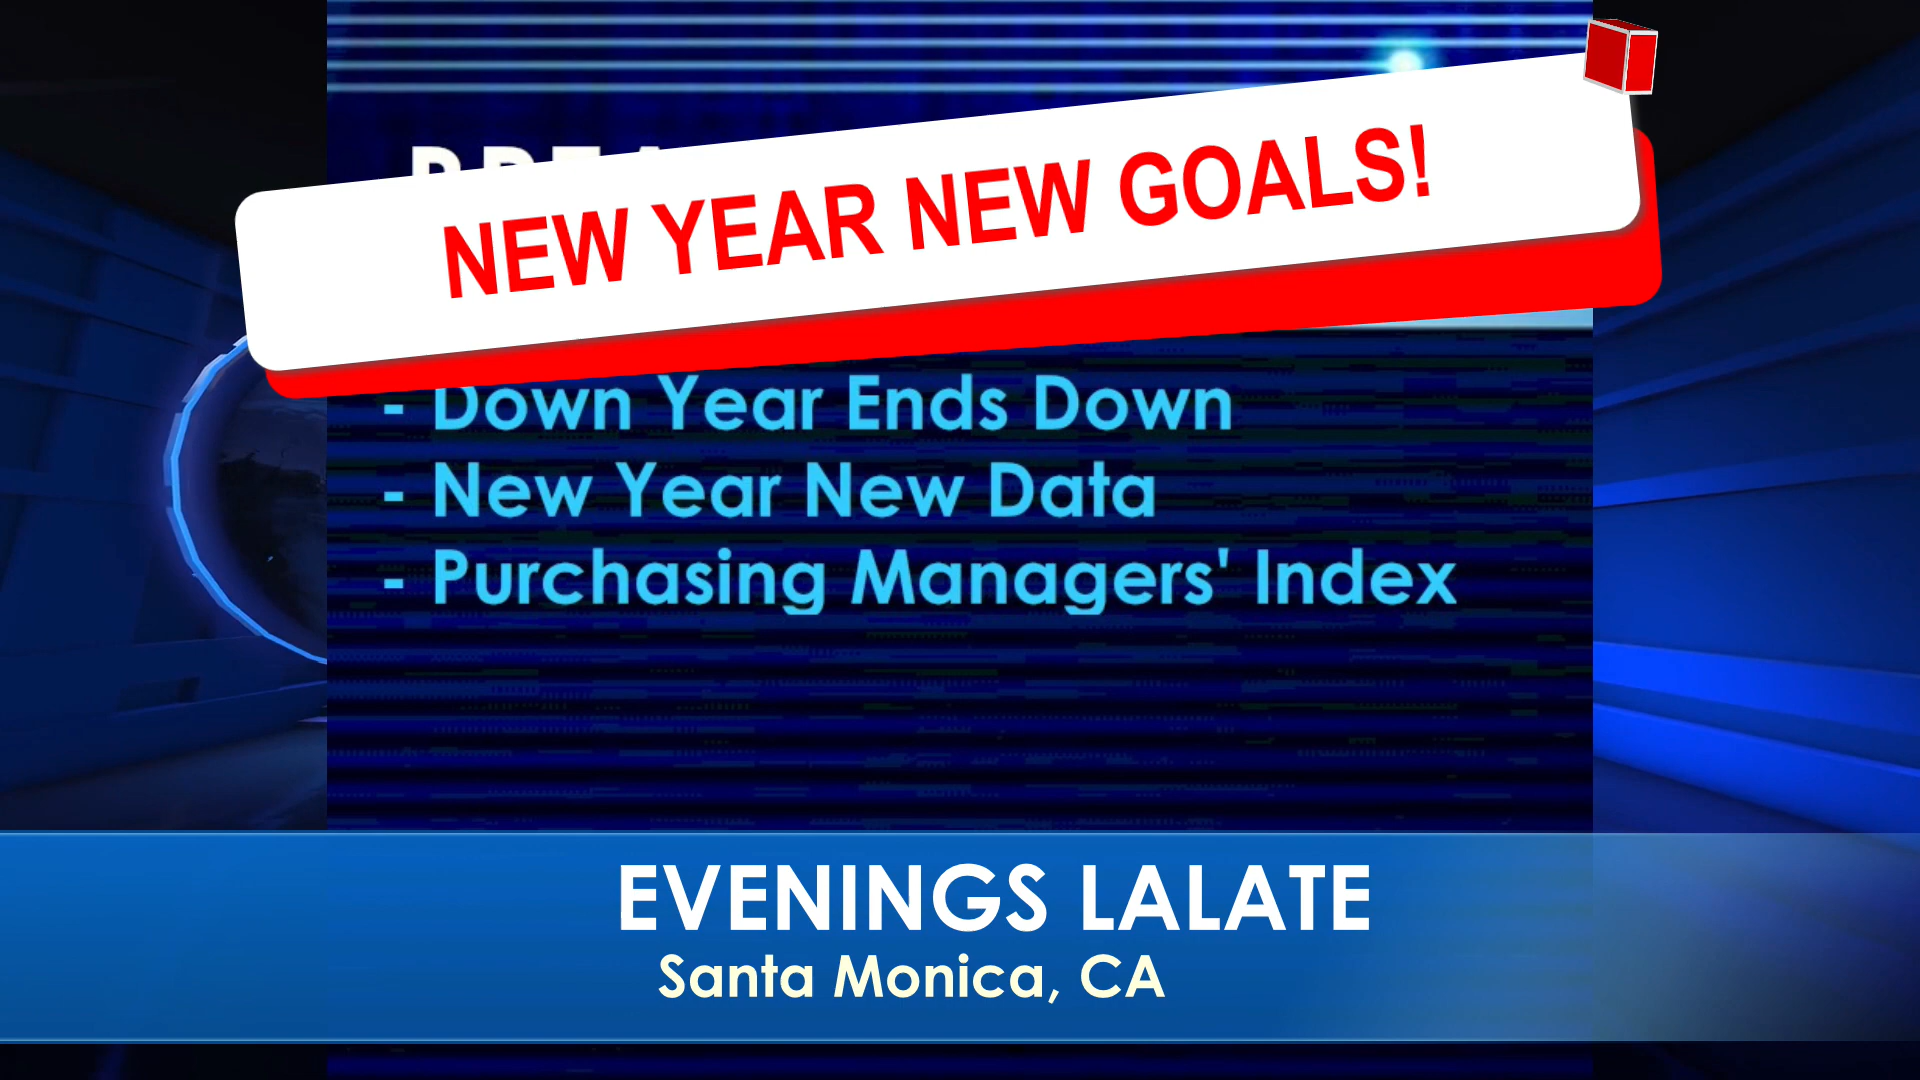 NEW YEAR NEW GOALS!
- Down Year Ends Down
- New Year New Data
- Purchasing Managers' Index
EVENINGS LALATE
Santa Monica, CA